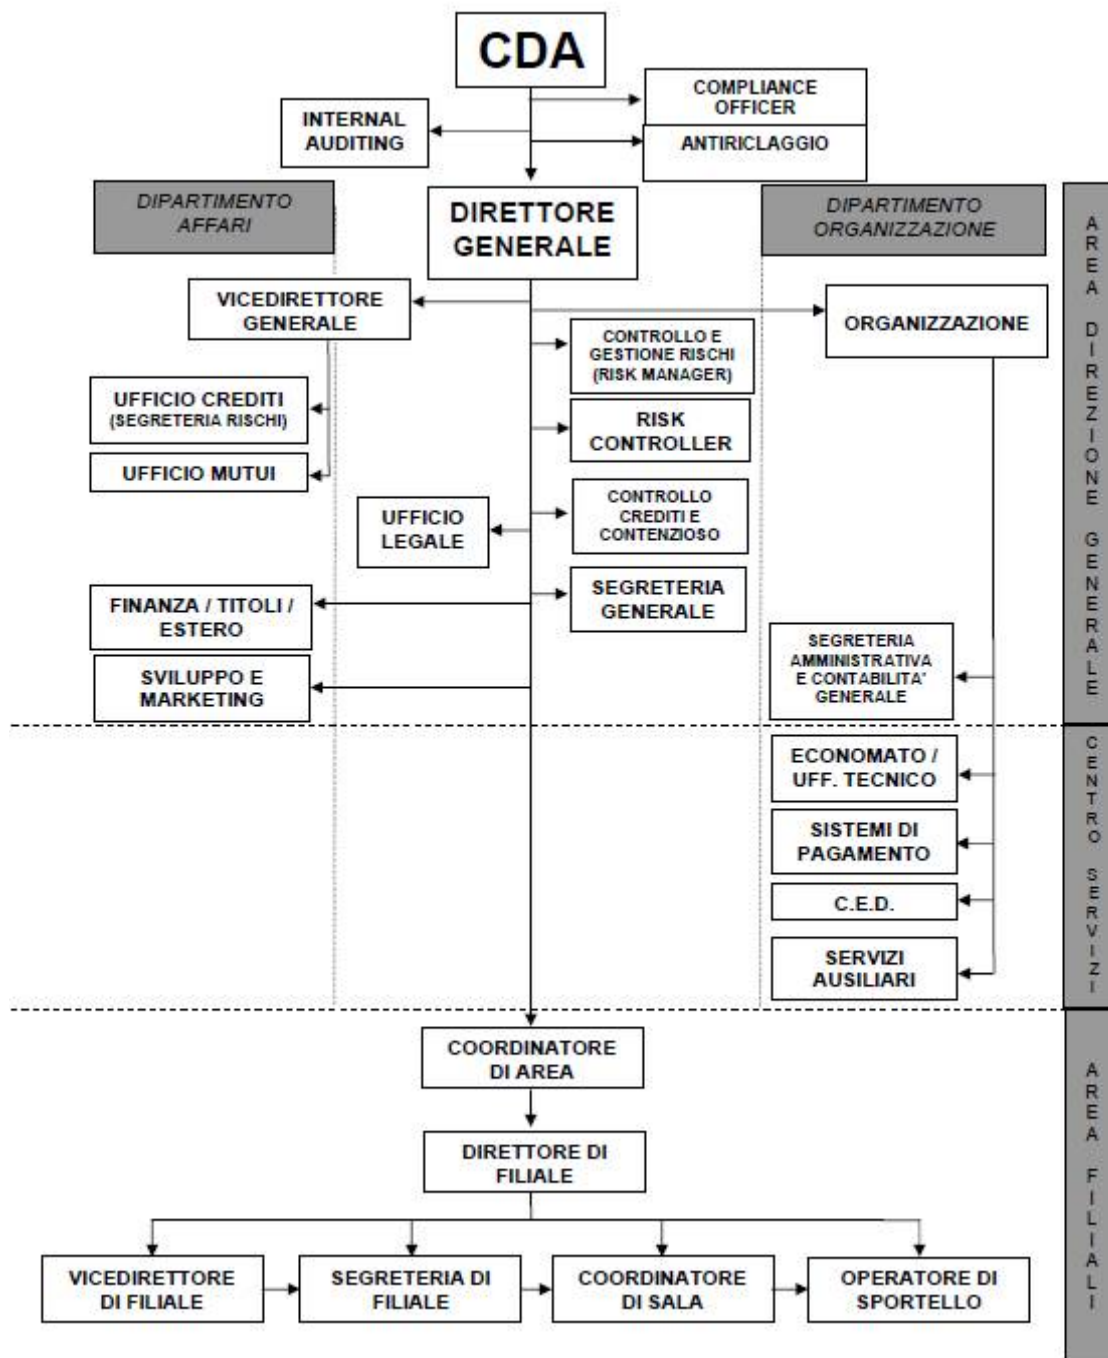 CDA
COMPLIANCE
OFFICER
INTERNAL
AUDITING
ANTIRICLAGGIO
DIPARTIMENTO
AFFARI
DIRETTORE
GENERALE
DIPARTIMENTO
ORGANIZZAZIONE
AREA DIREZIONE GENERALE
VICEDIRETTORE
GENERALE
ORGANIZZAZIONE
CONTROLLO E
GESTIONE RISCHI
(RISK MANAGER)
UFFICIO CREDITI
(SEGRETERIA RISCHI)
RISK
CONTROLLER
UFFICIO MUTUI
UFFICIO
LEGALE
CONTROLLO
CREDITI E
CONTENZIOSO
FINANZA / TITOLI /
ESTERO
SEGRETERIA
GENERALE
SEGRETERIA
AMMINISTRATIVA
E CONTABILITA'
GENERALE
SVILUPPO E
MARKETING
CENTRO SERVIZI
ECONOMATO /
UFF. TECNICO
SISTEMI DI
PAGAMENTO
C.E.D.
SERVIZI
AUSILIARI
AREA FILIALI
COORDINATORE
DI AREA
DIRETTORE DI
FILIALE
VICEDIRETTORE
DI FILIALE
SEGRETERIA DI
FILIALE
COORDINATORE
DI SALA
OPERATORE DI
SPORTELLO